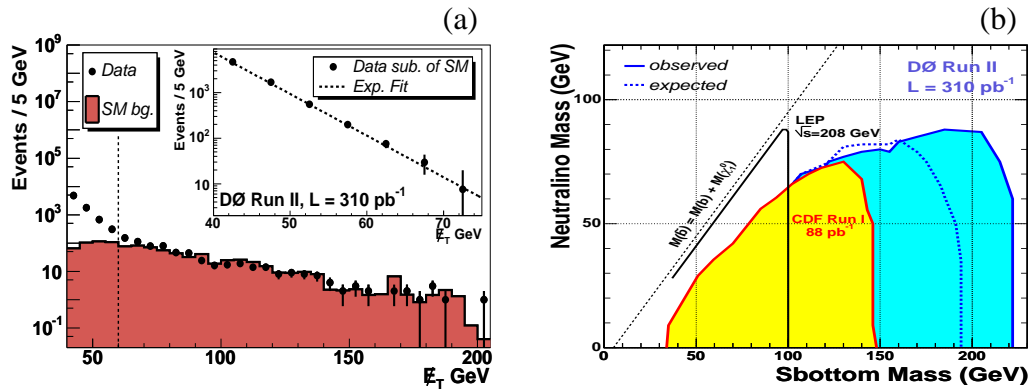 (a)
Events / 5 GeV
10⁹
10⁷
10⁵
10³
10
10⁻¹
Data
SM bg.
Events / 5 GeV
10³
10²
10
Data sub. of SM
Exp. Fit
DØ Run II, L = 310 pb⁻¹
40 50 60 70
E̸_T GeV
50 100 150 200
E̸_T GeV
(b)
Neutralino Mass (GeV)
100
50
0
observed
expected
DØ Run II
L = 310 pb⁻¹
LEP
√s=208 GeV
M(b̃) = M(b) + M(χ̃⁰₁)
CDF Run I
88 pb⁻¹
0 50 100 150 200
Sbottom Mass (GeV)